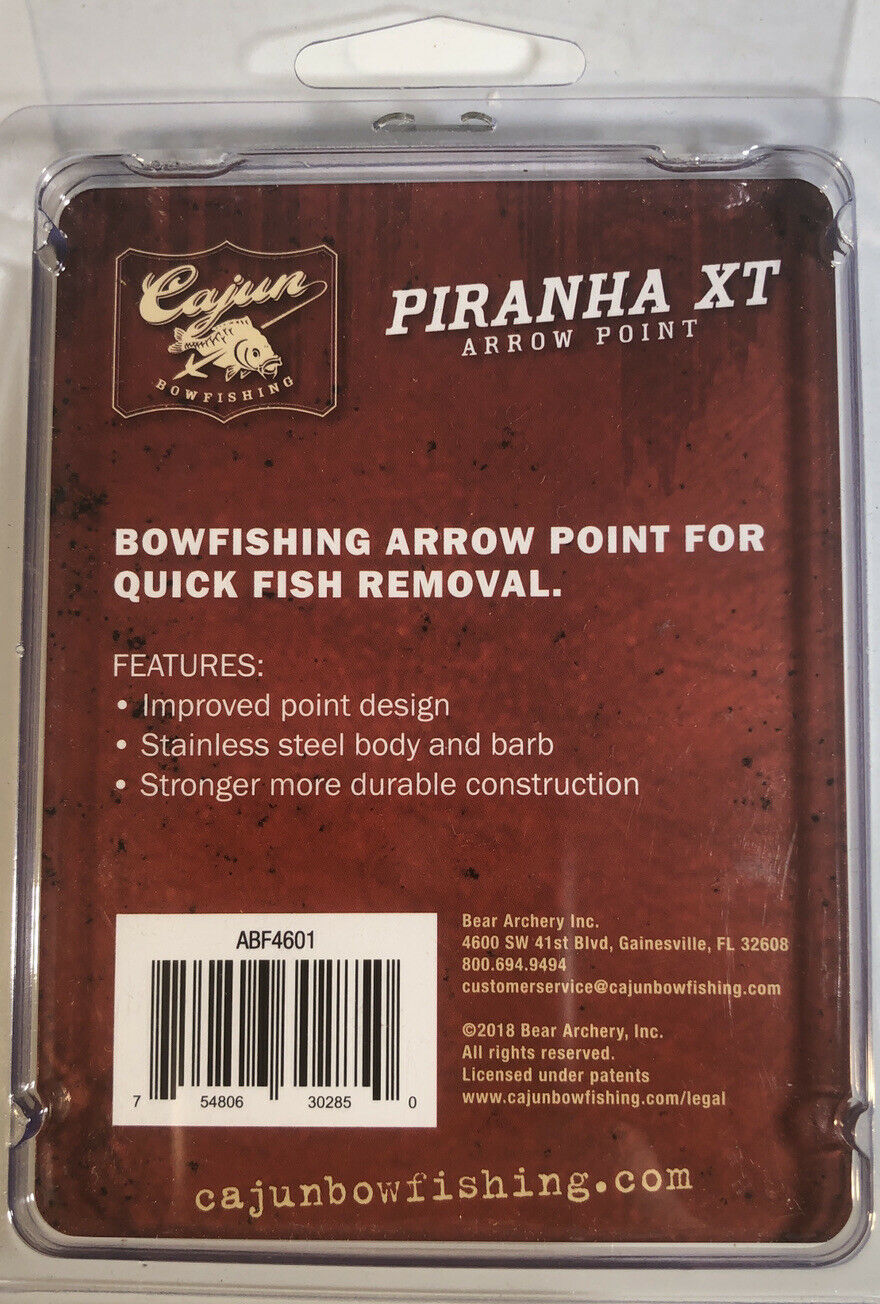 Cajun
BOWFISHING
PIRANHA XT
ARROW POINT
BOWFISHING ARROW POINT FOR
QUICK FISH REMOVAL.
FEATURES:
• Improved point design
• Stainless steel body and barb
• Stronger more durable construction
ABF4601
7 54806 30285 0
Bear Archery Inc.
4600 SW 41st Blvd, Gainesville, FL 32608
800.694.9494
customerservice@cajunbowfishing.com
©2018 Bear Archery, Inc.
All rights reserved.
Licensed under patents
www.cajunbowfishing.com/legal
cajunbowfishing.com